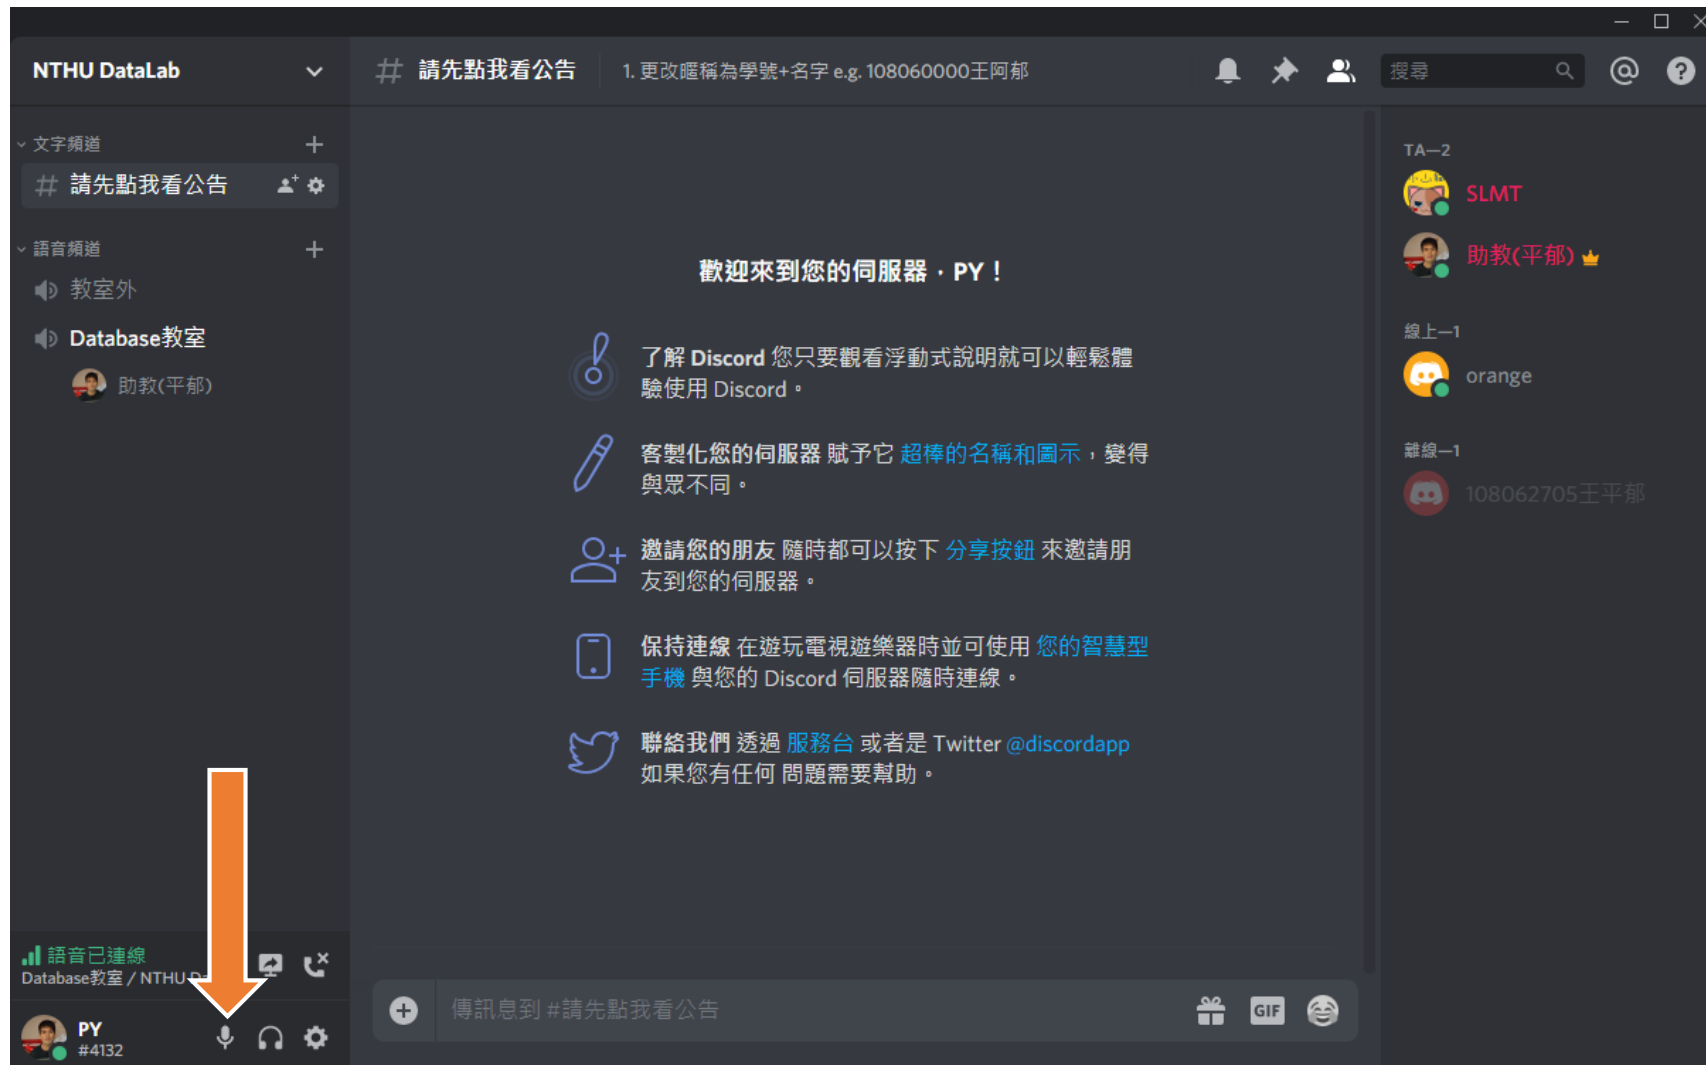 NTHU DataLab
請先點我看公告
1. 更改暱稱為學號+名字 e.g. 108060000王阿郁
搜尋
文字頻道
請先點我看公告
語音頻道
教室外
Database教室
助教(平郁)
語音已連線
Database教室 / NTHU
PY
#4132
歡迎來到您的伺服器,PY!
了解 Discord 您只要觀看浮動式說明就可以輕鬆體
驗使用 Discord。
客製化您的伺服器 賦予它 超棒的名稱和圖示,變得
與眾不同。
邀請您的朋友 隨時都可以按下 分享按鈕 來邀請朋
友到您的伺服器。
保持連線 在遊玩電視遊樂器時並可使用 您的智慧型
手機 與您的 Discord 伺服器隨時連線。
聯絡我們 透過 服務台 或者是 Twitter @discordapp
如果您有任何 問題需要幫助。
傳訊息到 #請先點我看公告
GIF
TA—2
SLMT
助教(平郁)
線上—1
orange
離線—1
108062705王平郁